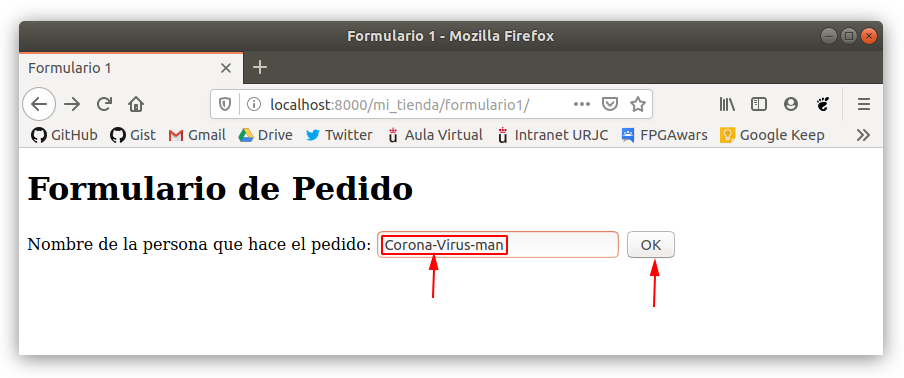 Formulario 1 - Mozilla Firefox
Formulario 1
localhost:8000/mi_tienda/formulario1/
GitHub Gist Gmail Drive Twitter Aula Virtual Intranet URJC FPGAwars Google Keep
Formulario de Pedido
Nombre de la persona que hace el pedido: Corona-Virus-man OK